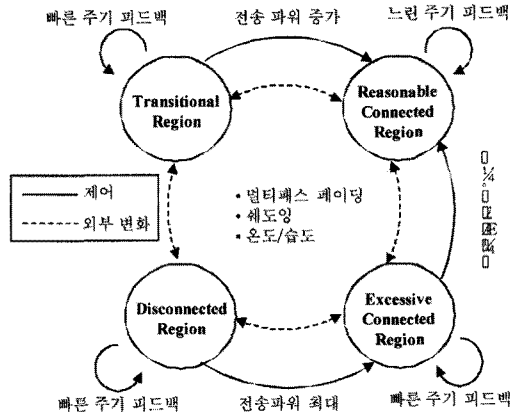 빠른 주기 피드백
전송 파워 증가
느린 주기 피드백
Transitional
Region
Reasonable
Connected
Region
제어
외부 변화
• 멀티패스 페이딩
• 쉐도잉
• 온도/습도
Disconnected
Region
Excessive
Connected
Region
빠른 주기 피드백
전송파워 최대
빠른 주기 피드백